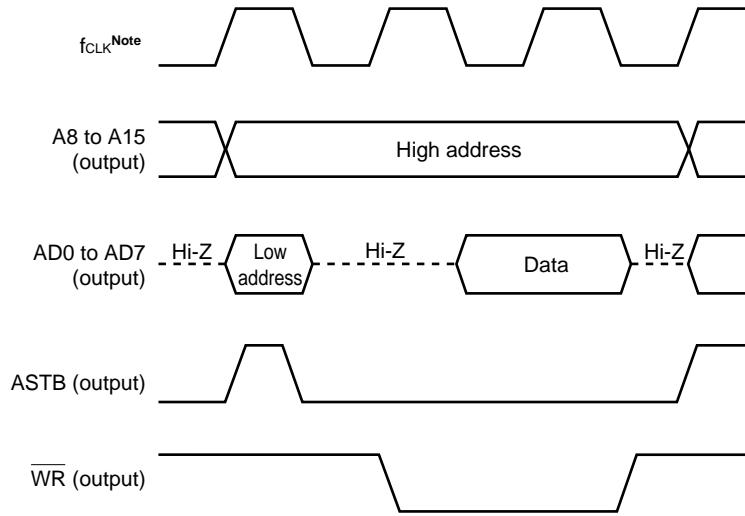 fCLKNote
A8 to A15
(output)
High address
AD0 to AD7
(output)
Hi-Z
Low
address
Hi-Z
Data
Hi-Z
ASTB (output)
WR (output)